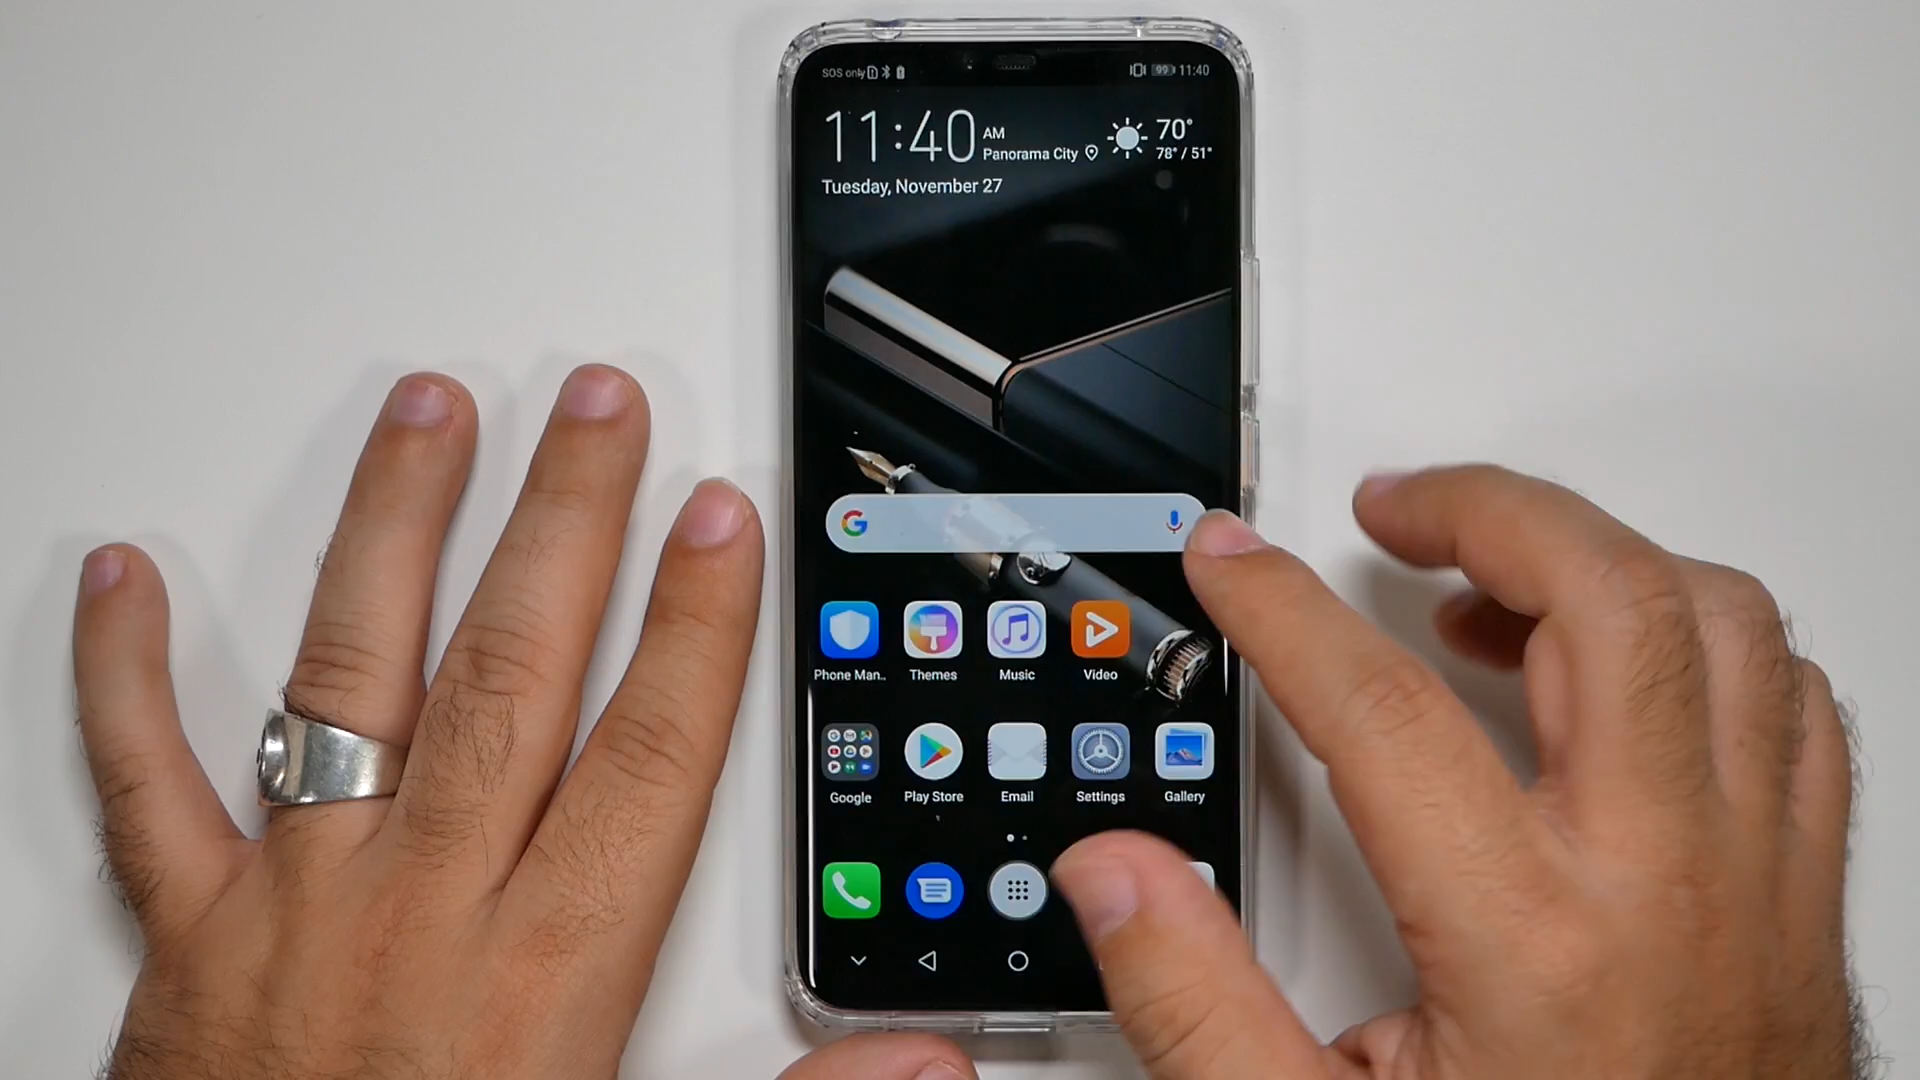 SOS only
99 11:40
11:40 AM
Panorama City
70°
78° / 51°
Tuesday, November 27
Phone Man..
Themes
Music
Video
Google
Play Store
Email
Settings
Gallery